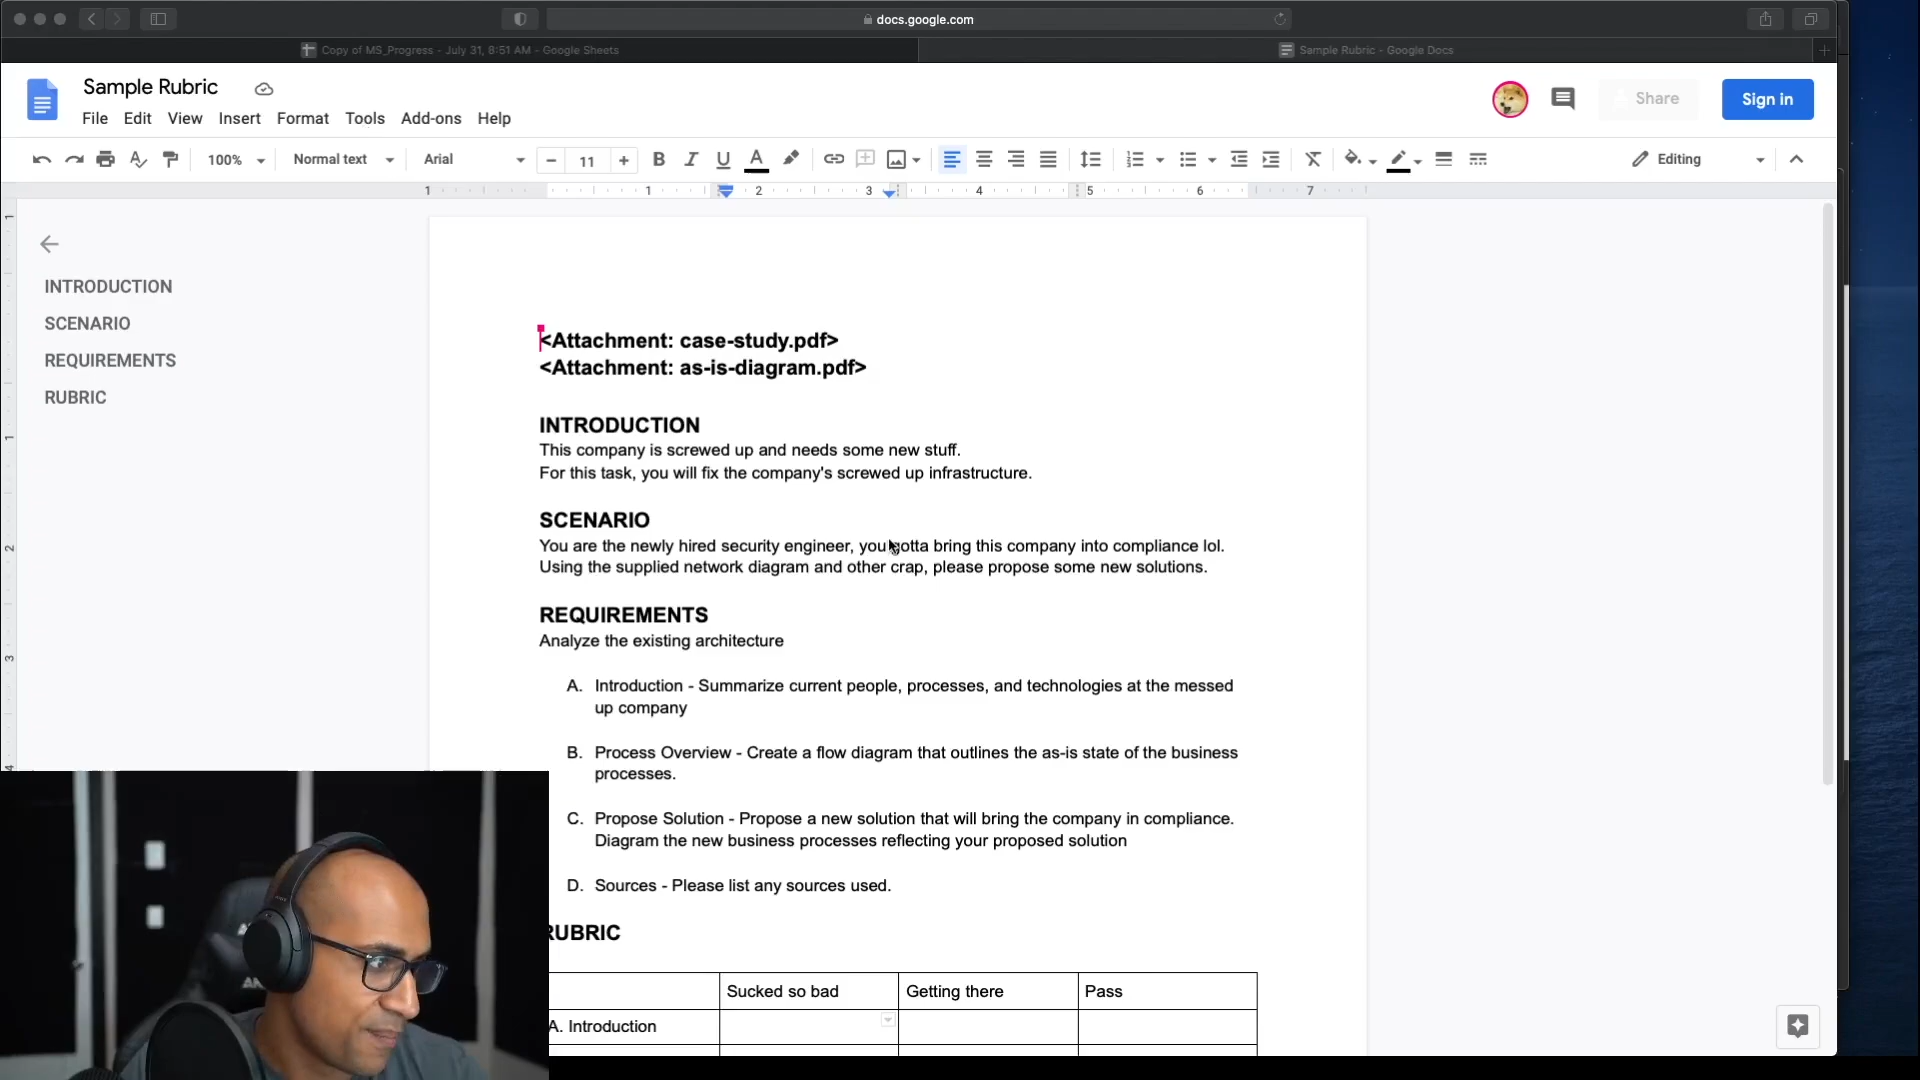 docs.google.com
Copy of MS_Progress - July 31, 8:51 AM - Google Sheets
Sample Rubric - Google Docs
Sample Rubric
Share
Sign in
File Edit View Insert Format Tools Add-ons Help
100% Normal text Arial 11 Editing
1 1 2 3 4 5 6 7
<Attachment: case-study.pdf>
<Attachment: as-is-diagram.pdf>
INTRODUCTION
SCENARIO
REQUIREMENTS
RUBRIC
INTRODUCTION
This company is screwed up and needs some new stuff.
For this task, you will fix the company's screwed up infrastructure.
SCENARIO
You are the newly hired security engineer, you gotta bring this company into compliance lol.
Using the supplied network diagram and other crap, please propose some new solutions.
REQUIREMENTS
Analyze the existing architecture
A. Introduction - Summarize current people, processes, and technologies at the messed
up company
B. Process Overview - Create a flow diagram that outlines the as-is state of the business
processes.
C. Propose Solution - Propose a new solution that will bring the company in compliance.
Diagram the new business processes reflecting your proposed solution
D. Sources - Please list any sources used.
RUBRIC
Sucked so bad Getting there Pass
A. Introduction